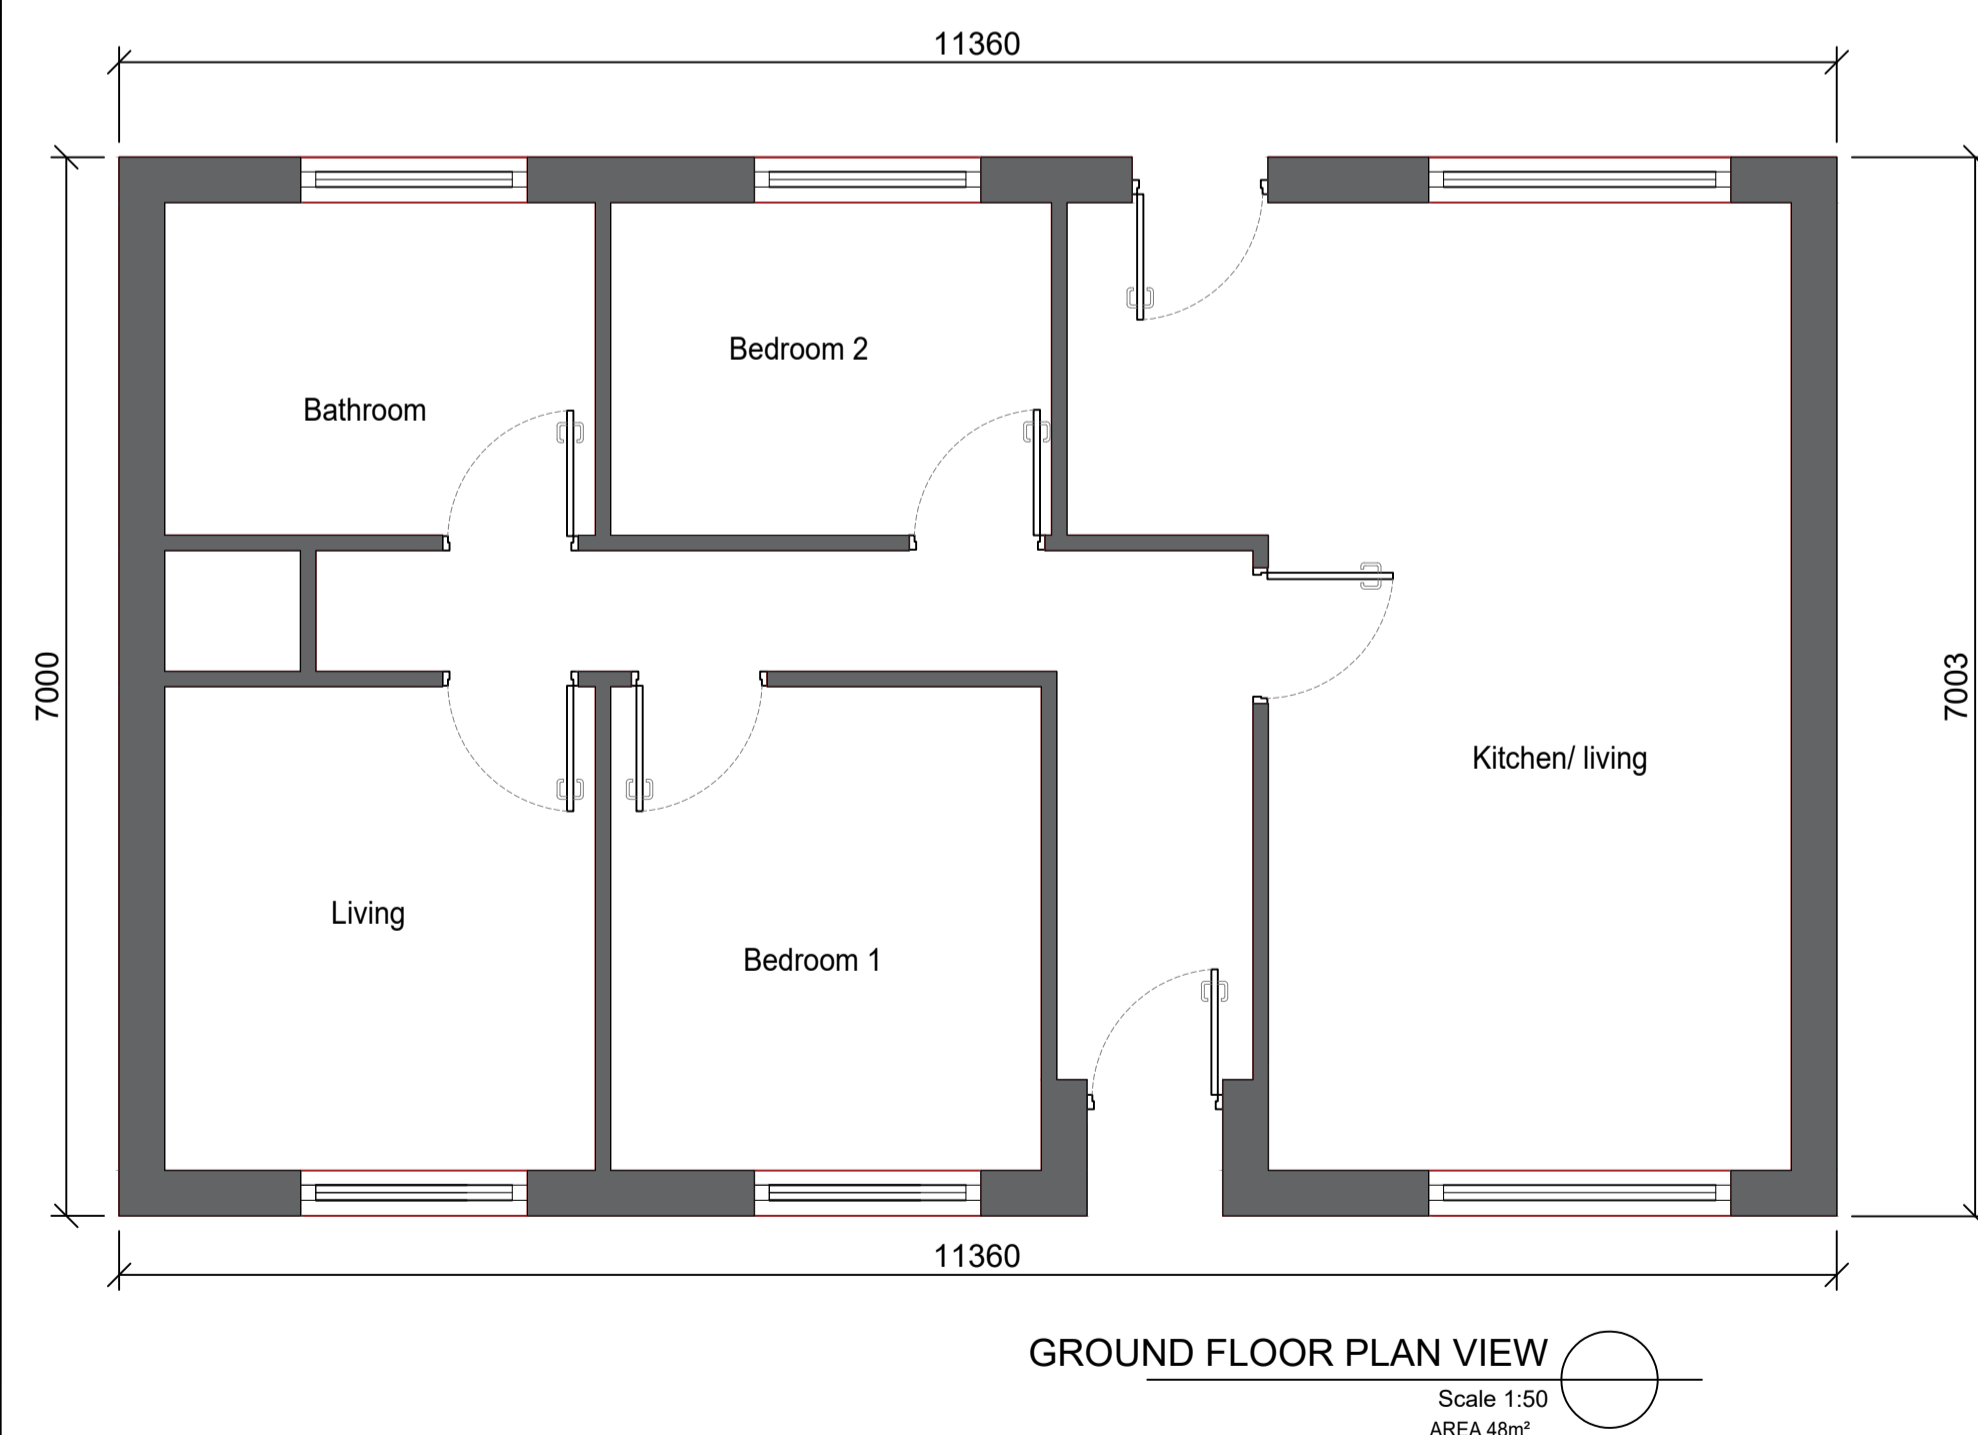 11360
Bedroom 2
Bathroom
7000
7003
Kitchen/ living
Living
Bedroom 1
11360
GROUND FLOOR PLAN VIEW
Scale 1:50
AREA 48m²